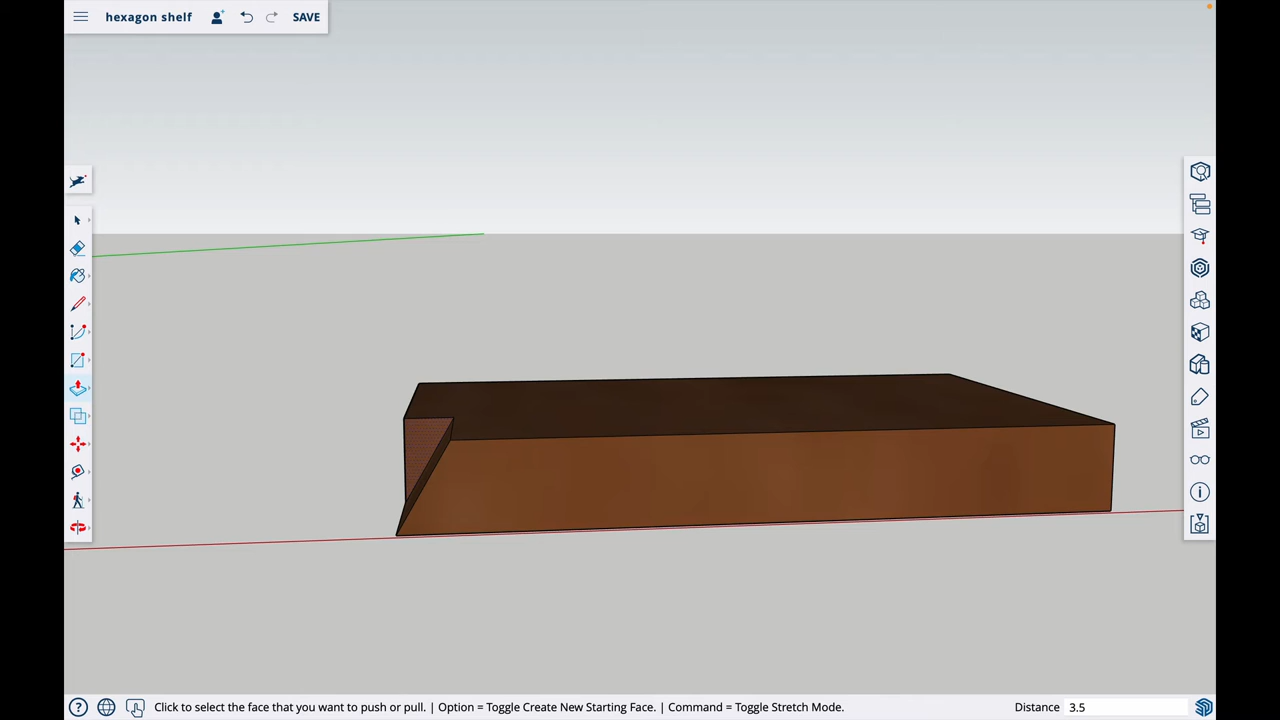 hexagon shelf
SAVE
Click to select the face that you want to push or pull. | Option = Toggle Create New Starting Face. | Command = Toggle Stretch Mode.
Distance 3.5